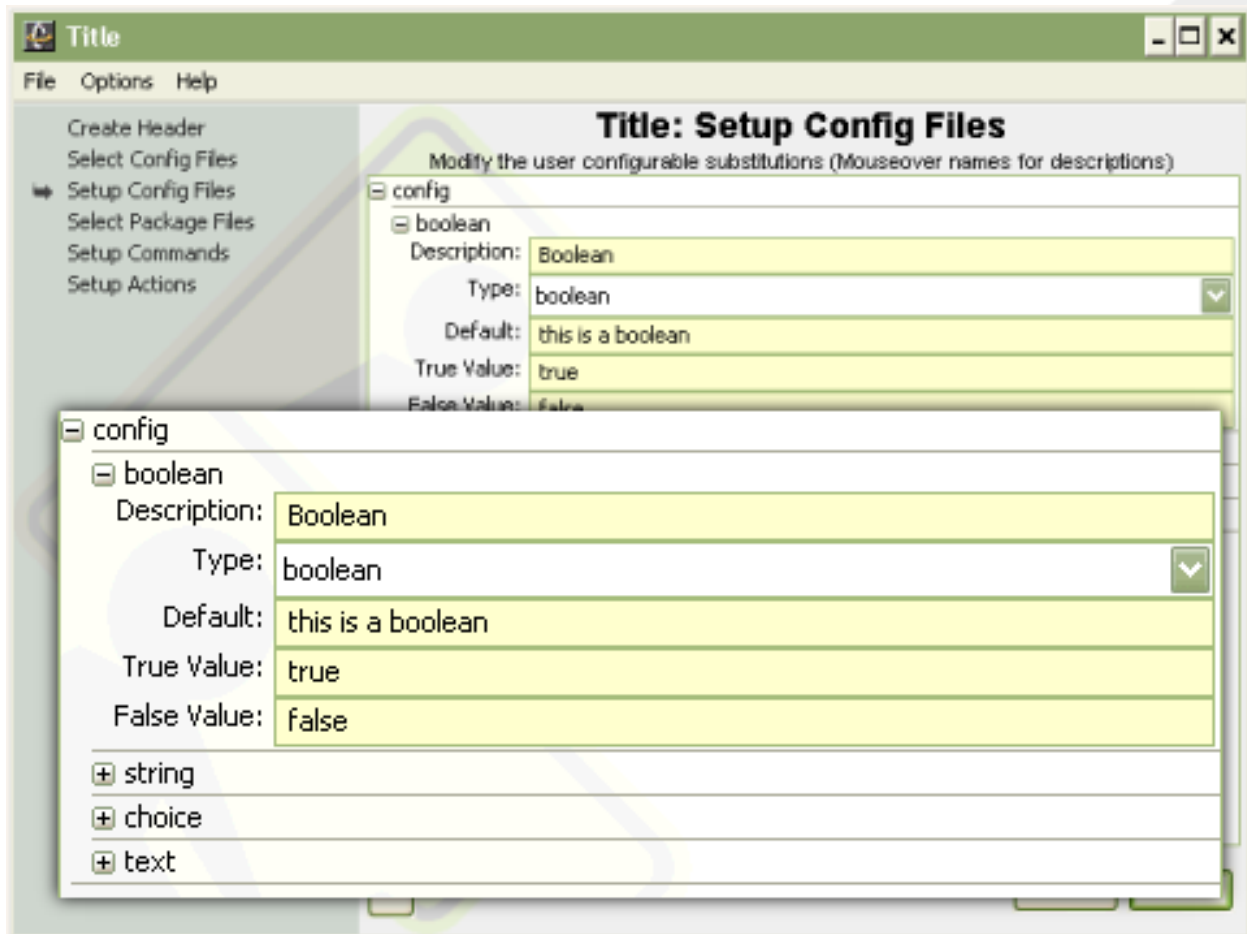 Title
File Options Help
Create Header
Select Config Files
Setup Config Files
Select Package Files
Setup Commands
Setup Actions
Title: Setup Config Files
Modify the user configurable substitutions (Mouseover names for descriptions)
config
boolean
Description: Boolean
Type: boolean
Default: this is a boolean
True Value: true
False Value: false
config
boolean
Description: Boolean
Type: boolean
Default: this is a boolean
True Value: true
False Value: false
string
choice
text